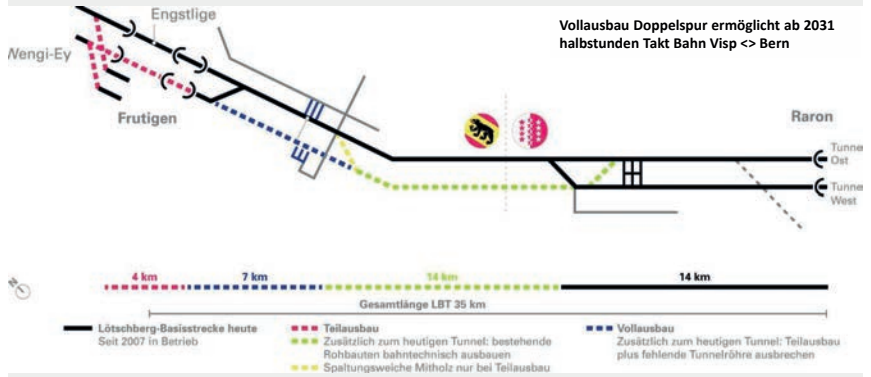 Engstlige
Vollausbau Doppelspur ermöglicht ab 2031
halbstunden Takt Bahn Visp <> Bern
Wengi-Ey
Frutigen
Raron
Tunne
Ost
Tunne
West
N
4 km
7 km
14 km
14 km
Gesamtlänge LBT 35 km
Lötschberg-Basisstrecke heute
Seit 2007 in Betrieb
Teilausbau
Zusätzlich zum heutigen Tunnel: bestehende
Rohbauten bahntechnisch ausbauen
Spaltungsweiche Mitholz nur bei Teilausbau
Vollausbau
Zusätzlich zum heutigen Tunnel: Teilausbau
plus fehlende Tunnelröhre ausbrechen